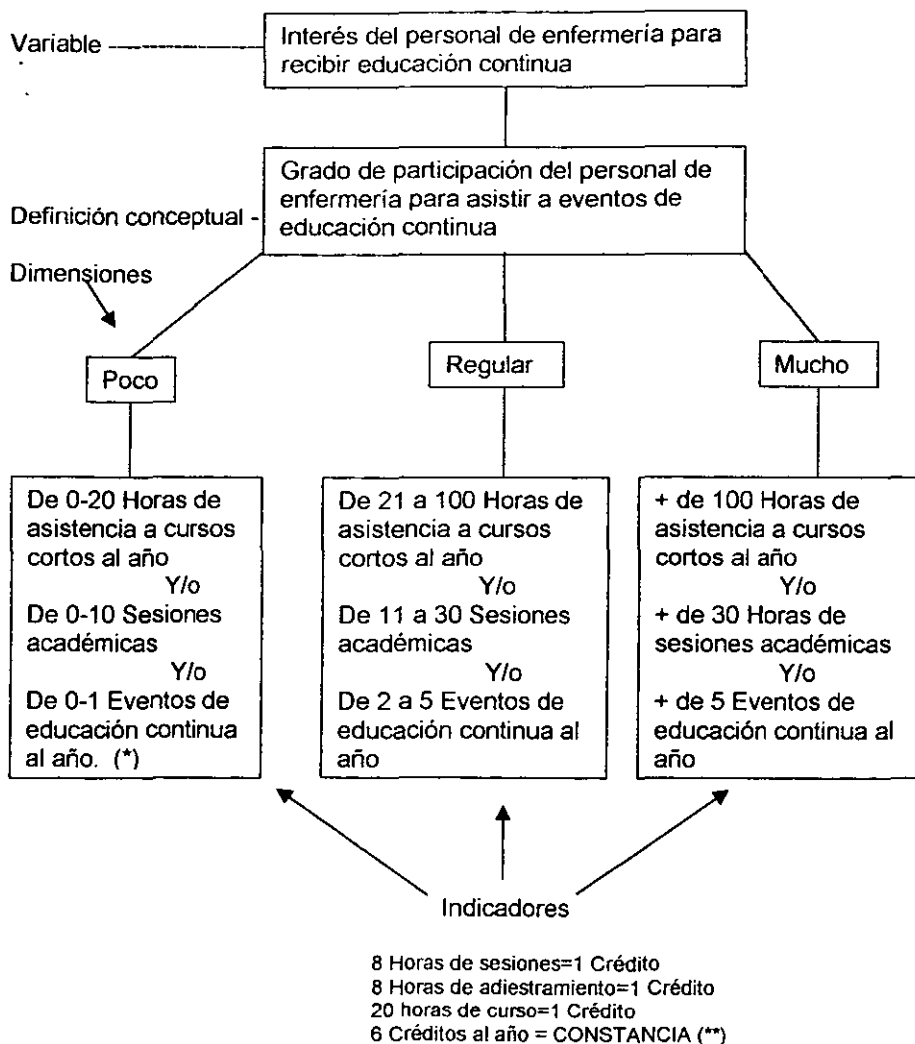 Variable
Interés del personal de enfermería para
recibir educación continua
Grado de participación del personal de
enfermería para asistir a eventos de
educación continua
Definición conceptual -
Dimensiones
Poco
Regular
Mucho
De 0-20 Horas de
asistencia a cursos
cortos al año
Y/o
De 0-10 Sesiones
académicas
Y/o
De 0-1 Eventos de
educación continua
al año. (*)
De 21 a 100 Horas de
asistencia a cursos
cortos al año
Y/o
De 11 a 30 Sesiones
académicas
Y/o
De 2 a 5 Eventos de
educación continua al
año
+ de 100 Horas de
asistencia a cursos
cortos al año
Y/o
+ de 30 Horas de
sesiones académicas
Y/o
+ de 5 Eventos de
educación continua al
año
Indicadores
8 Horas de sesiones=1 Crédito
8 Horas de adiestramiento=1 Crédito
20 horas de curso=1 Crédito
6 Créditos al año = CONSTANCIA (**)